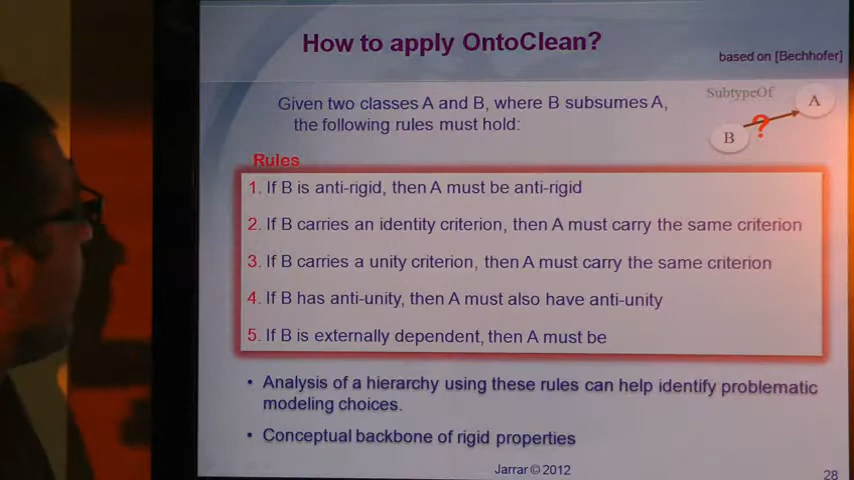 How to apply OntoClean?
based on [Bechhofer]
Given two classes A and B, where B subsumes A,
the following rules must hold:
SubtypeOf
A
?
B
Rules
1. If B is anti-rigid, then A must be anti-rigid
2. If B carries an identity criterion, then A must carry the same criterion
3. If B carries a unity criterion, then A must carry the same criterion
4. If B has anti-unity, then A must also have anti-unity
5. If B is externally dependent, then A must be
• Analysis of a hierarchy using these rules can help identify problematic
modeling choices.
• Conceptual backbone of rigid properties
Jarrar © 2012
28